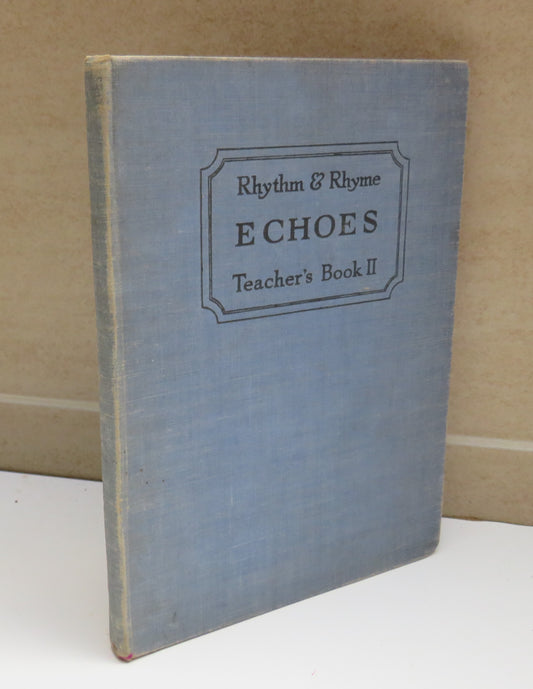 Rhythm & Rhyme
ECHOES
Teacher's Book II